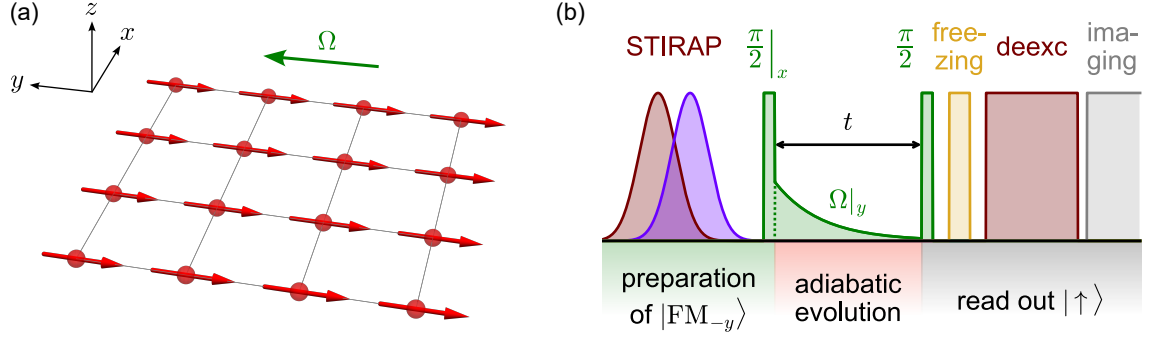 (a)
z
x
y
Ω
(b)
STIRAP
π/2|x
π/2
free-
zing
deexc
ima-
ging
t
Ω|y
preparation
of |FM₋y⟩
adiabatic
evolution
read out |↑⟩